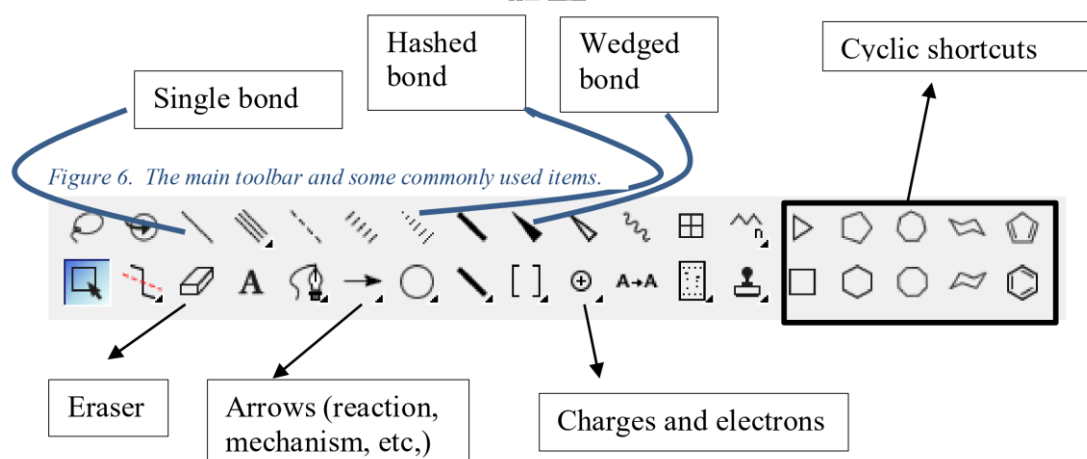 Hashed
bond
Wedged
bond
Cyclic shortcuts
Single bond
Figure 6. The main toolbar and some commonly used items.
n
A
A→A
Eraser
Arrows (reaction,
mechanism, etc,)
Charges and electrons